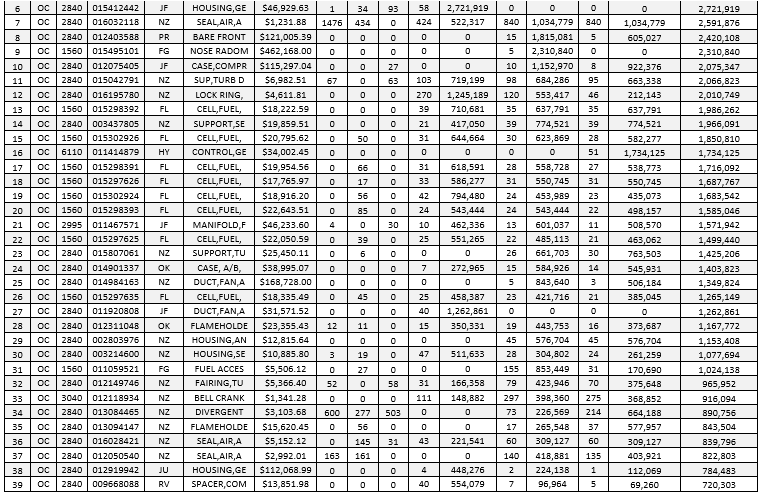 6 OC 2840 015412442 JF HOUSING,GE $46,929.63 1 34 93 58 2,721,919 0 0 0 0 2,721,919
7 OC 2840 016032118 NZ SEAL,AIR,A $1,231.88 1476 434 0 424 522,317 840 1,034,779 840 1,034,779 2,591,876
8 OC 2840 012403588 PR BARE FRONT $121,005.39 0 0 0 0 0 15 1,815,081 5 605,027 2,420,108
9 OC 1560 015495101 FG NOSE RADOM $462,168.00 0 0 0 0 0 5 2,310,840 0 0 2,310,840
10 OC 2840 012075405 JF CASE,COMPR $115,297.04 0 0 27 0 0 10 1,152,970 8 922,376 2,075,347
11 OC 2840 015042791 NZ SUP,TURB D $6,982.51 67 0 63 103 719,199 98 684,286 95 663,338 2,066,823
12 OC 2840 016195780 NZ LOCK RING, $4,611.81 0 0 0 270 1,245,189 120 553,417 46 212,143 2,010,749
13 OC 1560 015298392 FL CELL,FUEL, $18,222.59 0 0 0 39 710,681 35 637,791 35 637,791 1,986,262
14 OC 2840 003437805 NZ SUPPORT,SE $19,859.51 0 0 0 21 417,050 39 774,521 39 774,521 1,966,091
15 OC 1560 015302926 FL CELL,FUEL, $20,795.62 0 50 0 31 644,664 30 623,869 28 582,277 1,850,810
16 OC 6110 011414879 HY CONTROL,GE $34,002.45 0 0 0 0 0 0 0 51 1,734,125 1,734,125
17 OC 1560 015298391 FL CELL,FUEL, $19,954.56 0 66 0 31 618,591 28 558,728 27 538,773 1,716,092
18 OC 1560 015297626 FL CELL,FUEL, $17,765.97 0 17 0 33 586,277 31 550,745 31 550,745 1,687,767
19 OC 1560 015302924 FL CELL,FUEL, $18,916.20 0 56 0 42 794,480 24 453,989 23 435,073 1,683,542
20 OC 1560 015298393 FL CELL,FUEL, $22,643.51 0 85 0 24 543,444 24 543,444 22 498,157 1,585,046
21 OC 2995 011467571 JF MANIFOLD,F $46,233.60 4 0 30 10 462,336 13 601,037 11 508,570 1,571,942
22 OC 1560 015297625 FL CELL,FUEL, $22,050.59 0 39 0 25 551,265 22 485,113 21 463,062 1,499,440
23 OC 2840 015807061 NZ SUPPORT,TU $25,450.11 0 6 0 0 0 26 661,703 30 763,503 1,425,206
24 OC 2840 014901337 OK CASE, A/B, $38,995.07 0 0 0 7 272,965 15 584,926 14 545,931 1,403,823
25 OC 2840 014984163 NZ DUCT,FAN,A $168,728.00 0 0 0 0 0 5 843,640 3 506,184 1,349,824
26 OC 1560 015297635 FL CELL,FUEL, $18,335.49 0 45 0 25 458,387 23 421,716 21 385,045 1,265,149
27 OC 2840 011920808 JF DUCT,FAN,A $31,571.52 0 0 0 40 1,262,861 0 0 0 0 1,262,861
28 OC 2840 012311048 OK FLAMEHOLDE $23,355.43 12 11 0 15 350,331 19 443,753 16 373,687 1,167,772
29 OC 2840 002803976 NZ HOUSING,AN $12,815.64 0 0 0 0 0 45 576,704 45 576,704 1,153,408
30 OC 2840 003214600 NZ HOUSING,SE $10,885.80 3 19 0 47 511,633 28 304,802 24 261,259 1,077,694
31 OC 1560 011059521 FG FUEL ACCES $5,506.12 0 27 0 0 0 155 853,449 31 170,690 1,024,138
32 OC 2840 012149746 NZ FAIRING,TU $5,366.40 52 0 58 31 166,358 79 423,946 70 375,648 965,952
33 OC 3040 012118934 NZ BELL CRANK $1,341.28 0 0 0 111 148,882 297 398,360 275 368,852 916,094
34 OC 2840 013084465 NZ DIVERGENT $3,103.68 600 277 503 0 0 73 226,569 214 664,188 890,756
35 OC 2840 013094147 NZ FLAMEHOLDE $15,620.45 0 56 0 0 0 17 265,548 37 577,957 843,504
36 OC 2840 016028421 NZ SEAL,AIR,A $5,152.12 0 145 31 43 221,541 60 309,127 60 309,127 839,796
37 OC 2840 012050540 NZ SEAL,AIR,A $2,992.01 163 161 0 0 0 140 418,881 135 403,921 822,803
38 OC 2840 012919942 JU HOUSING,GE $112,068.99 0 0 0 4 448,276 2 224,138 1 112,069 784,483
39 OC 2840 009668088 RV SPACER,COM $13,851.98 0 0 0 40 554,079 7 96,964 5 69,260 720,303